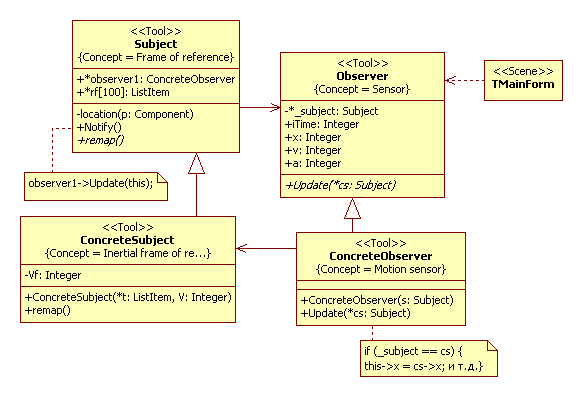 <<Tool>>
Subject
{Concept = Frame of reference}
+*observer1: ConcreteObserver
+*rf[100]: ListItem
-location(p: Component)
+Notify()
+remap()
observer1->Update(this);
<<Tool>>
Observer
{Concept = Sensor}
-*_subject: Subject
+iTime: Integer
+x: Integer
+v: Integer
+a: Integer
+Update(*cs: Subject)
<<Scene>>
TMainForm
<<Tool>>
ConcreteSubject
{Concept = Inertial frame of re...}
-Vf: Integer
+ConcreteSubject(*t: ListItem, V: Integer)
+remap()
<<Tool>>
ConcreteObserver
{Concept = Motion sensor}
+ConcreteObserver(s: Subject)
+Update(*cs: Subject)
if (_subject == cs) {
this->x = cs->x; и т.д.}